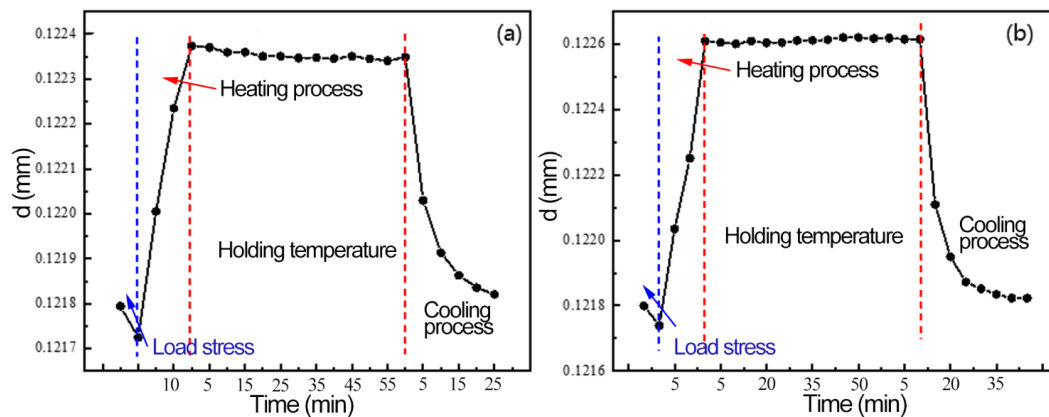 (a)
0.1224
0.1223
0.1222
0.1221
0.1220
0.1219
0.1218
0.1217
d (mm)
Heating process
Holding temperature
Load stress
Cooling
process
10 5 15 25 35 45 55 5 15 25
Time (min)
(b)
0.1226
0.1224
0.1222
0.1220
0.1218
0.1216
d (mm)
Heating process
Holding temperature
Load stress
Cooling
process
5 5 20 35 50 5 20 35
Time (min)